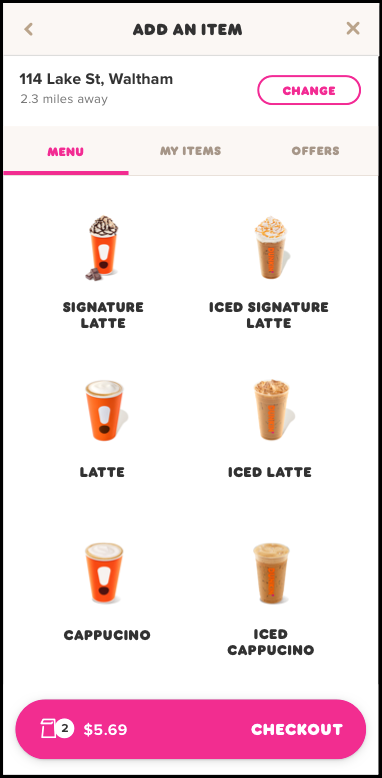 ADD AN ITEM
114 Lake St, Waltham
2.3 miles away
CHANGE
MENU
MY ITEMS
OFFERS
SIGNATURE
LATTE
ICED SIGNATURE
LATTE
LATTE
ICED LATTE
CAPPUCINO
ICED
CAPPUCINO
2
$5.69
CHECKOUT